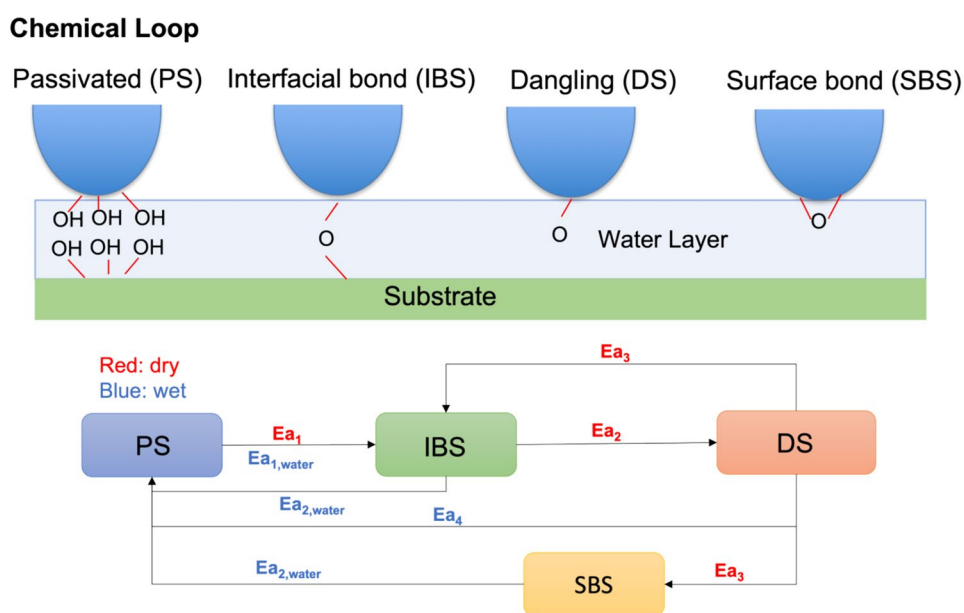 Chemical Loop
Passivated (PS) Interfacial bond (IBS) Dangling (DS) Surface bond (SBS)
OH OH OH
OH OH OH
O
O
O
Water Layer
Substrate
Red: dry
Blue: wet
Ea3
PS
Ea1
Ea1,water
IBS
Ea2
DS
Ea2,water
Ea4
Ea2,water
SBS
Ea3